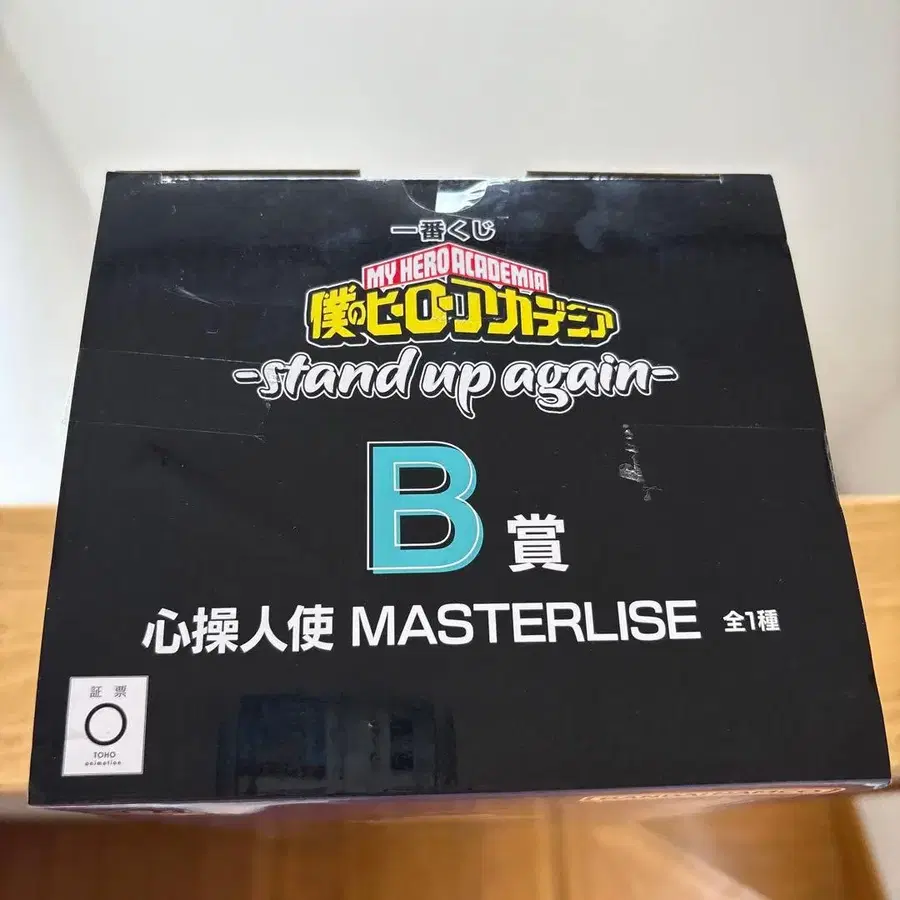 一番くじ
MY HERO ACADEMIA
僕のヒーローアカデミア
-stand up again-
B賞
心操人使 MASTERLISE 全1種
証票
TOHO
animation